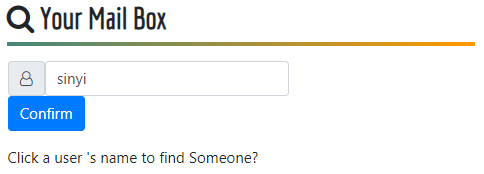 Your Mail Box
sinyi
Confirm
Click a user 's name to find Someone?